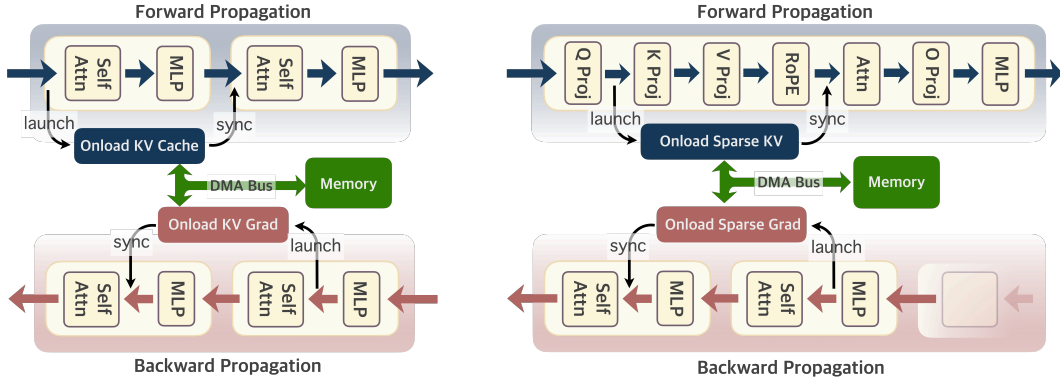 Forward Propagation
Self Attn
MLP
Self Attn
MLP
launch
sync
Onload KV Cache
DMA Bus
Memory
Onload KV Grad
sync
launch
Self Attn
MLP
Self Attn
MLP
Backward Propagation
Forward Propagation
Q Proj
K Proj
V Proj
RoPE
Attn
O Proj
MLP
launch
sync
Onload Sparse KV
DMA Bus
Memory
Onload Sparse Grad
sync
launch
Self Attn
MLP
Self Attn
MLP
Backward Propagation